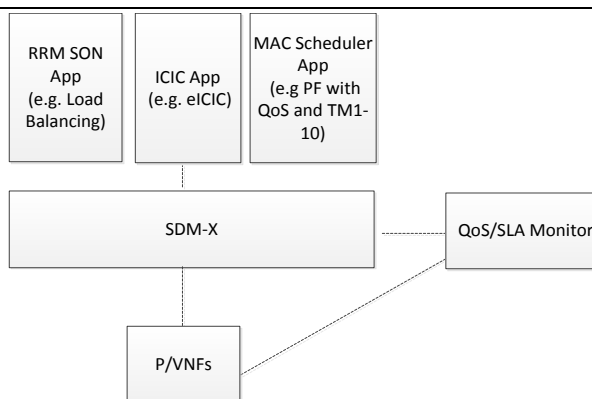 RRM SON
App
(e.g. Load
Balancing)
ICIC App
(e.g. eICIC)
MAC Scheduler
App
(e.g PF with
QoS and TM1-
10)
SDM-X
QoS/SLA Monitor
P/VNFs